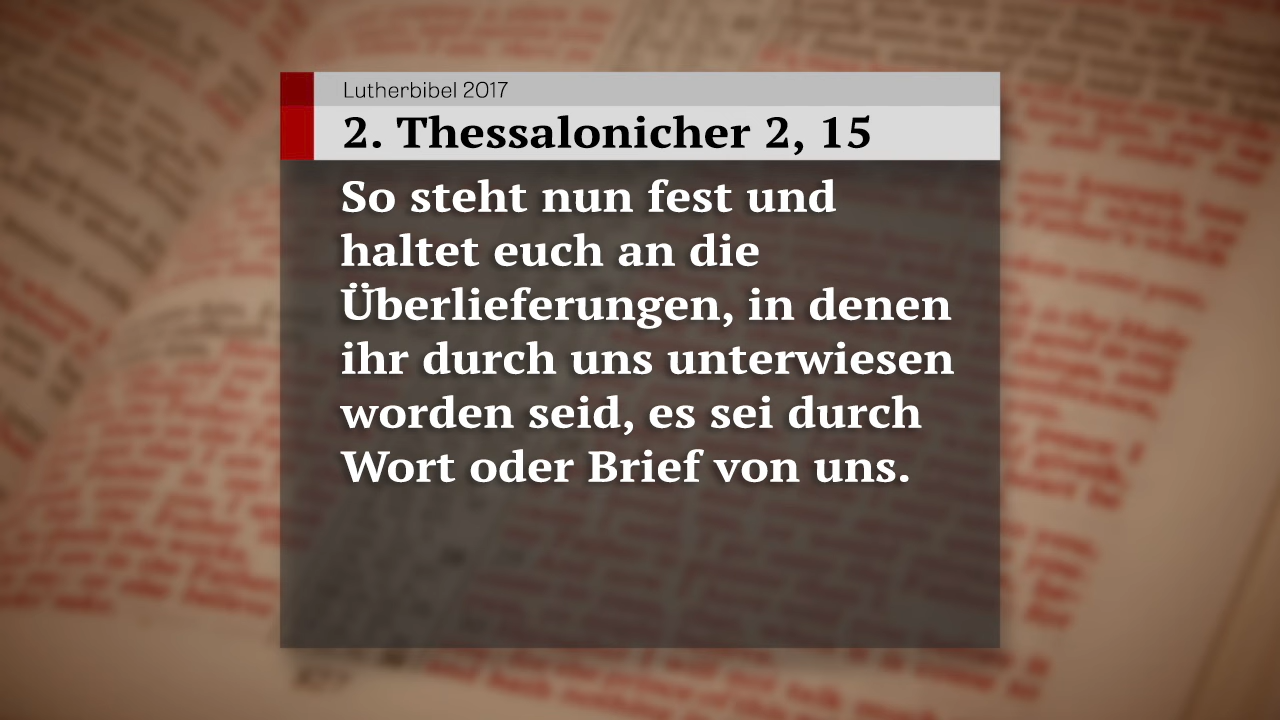 Lutherbibel 2017
2. Thessalonicher 2, 15
So steht nun fest und
haltet euch an die
Überlieferungen, in denen
ihr durch uns unterwiesen
worden seid, es sei durch
Wort oder Brief von uns.